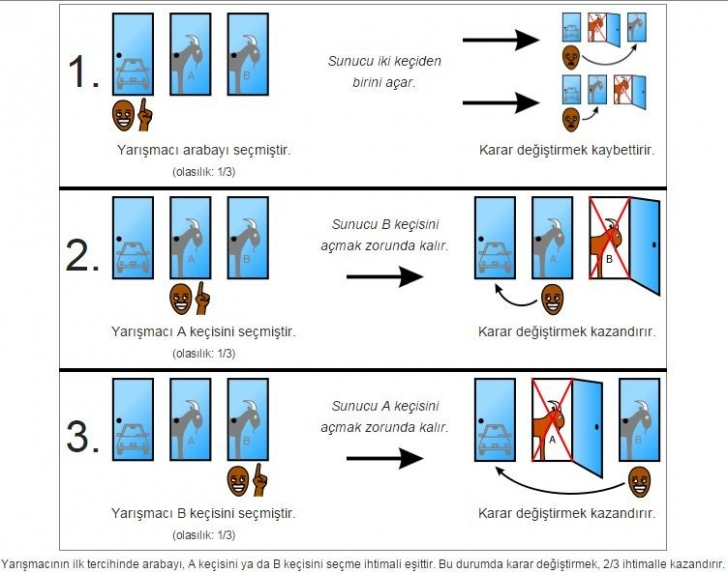 1.
A
B
Sunucu iki keçiden
birini açar.
Yarışmacı arabayı seçmiştir.
(olasılık: 1/3)
Karar değiştirmek kaybettirir.
2.
A
B
Sunucu B keçisini
açmak zorunda kalır.
A
B
Yarışmacı A keçisini seçmiştir.
(olasılık: 1/3)
Karar değiştirmek kazandırır.
3.
A
B
Sunucu A keçisini
açmak zorunda kalır.
A
B
Yarışmacı B keçisini seçmiştir.
(olasılık: 1/3)
Karar değiştirmek kazandırır.
Yarışmacının ilk tercihinde arabayı, A keçisini ya da B keçisini seçme ihtimali eşittir. Bu durumda karar değiştirmek, 2/3 ihtimalle kazandırır.